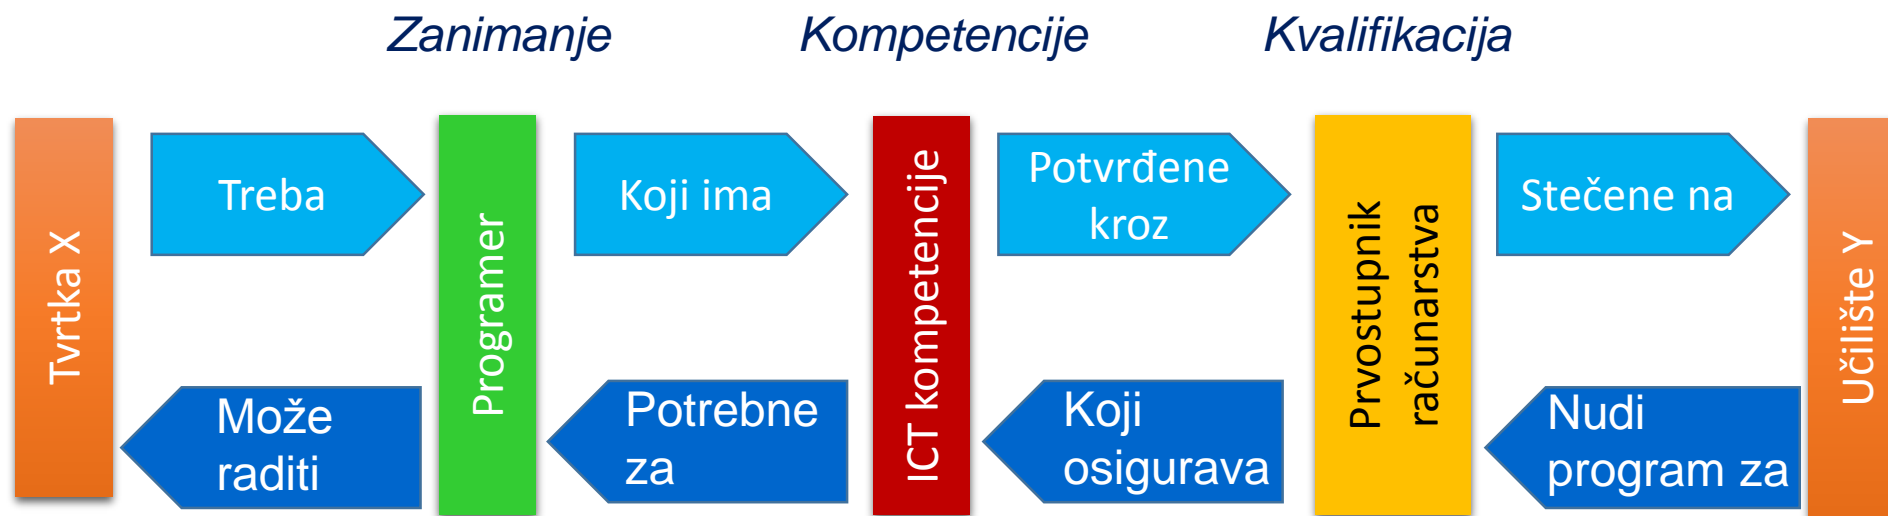 Zanimanje
Kompetencije
Kvalifikacija
Tvrtka X
Treba
Programer
Koji ima
ICT kompetencije
Potvrđene
kroz
Prvostupnik
računarstva
Stečene na
Učilište Y
Može
raditi
Potrebne
za
Koji
osigurava
Nudi
program za